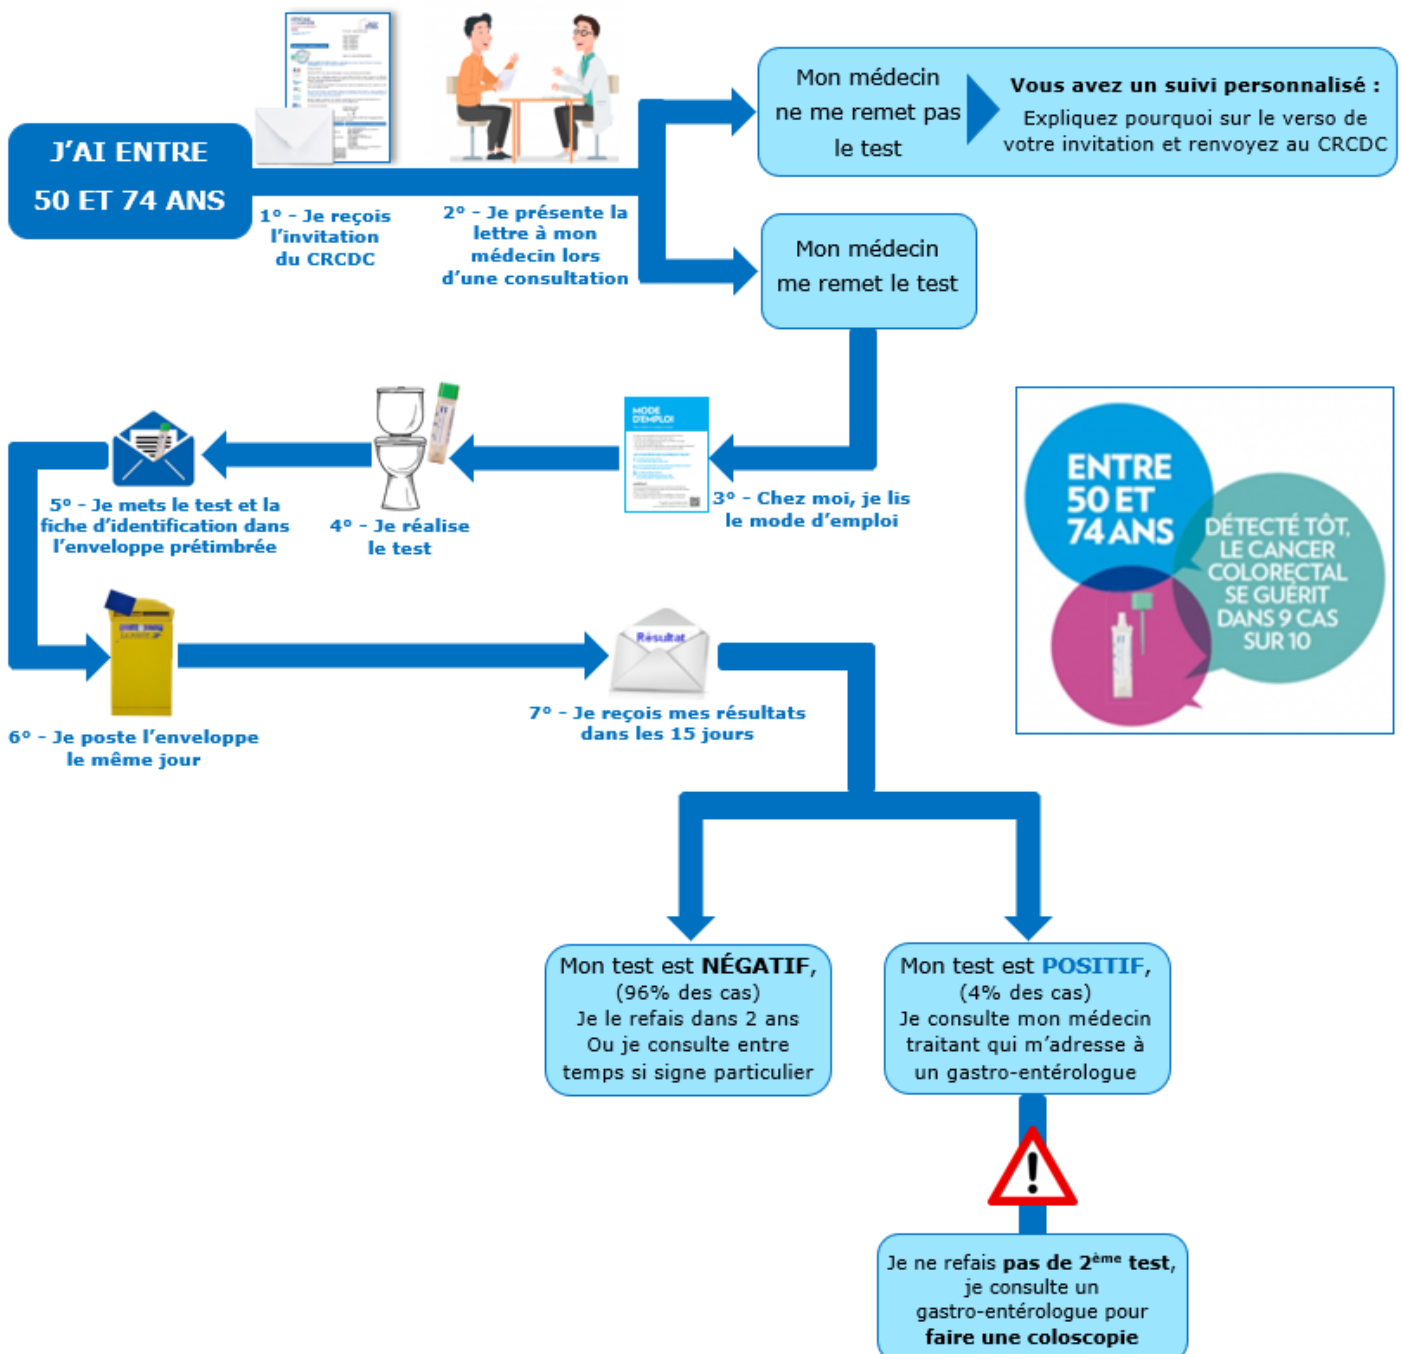 J'AI ENTRE
50 ET 74 ANS
1° - Je reçois
l'invitation
du CRCDC
2° - Je présente la
lettre à mon
médecin lors
d'une consultation
Mon médecin
ne me remet pas
le test
Vous avez un suivi personnalisé :
Expliquez pourquoi sur le verso de
votre invitation et renvoyez au CRCDC
Mon médecin
me remet le test
MODE
D'EMPLOI
3° - Chez moi, je lis
le mode d'emploi
4° - Je réalise
le test
5° - Je mets le test et la
fiche d'identification dans
l'enveloppe prétimbrée
6° - Je poste l'enveloppe
le même jour
Résultat
7° - Je reçois mes résultats
dans les 15 jours
ENTRE
50 ET
74 ANS
DÉTECTÉ TÔT,
LE CANCER
COLORECTAL
SE GUÉRIT
DANS 9 CAS
SUR 10
Mon test est NÉGATIF,
(96% des cas)
Je le refais dans 2 ans
Ou je consulte entre
temps si signe particulier
Mon test est POSITIF,
(4% des cas)
Je consulte mon médecin
traitant qui m'adresse à
un gastro-entérologue
Je ne refais pas de 2ème test,
je consulte un
gastro-entérologue pour
faire une coloscopie